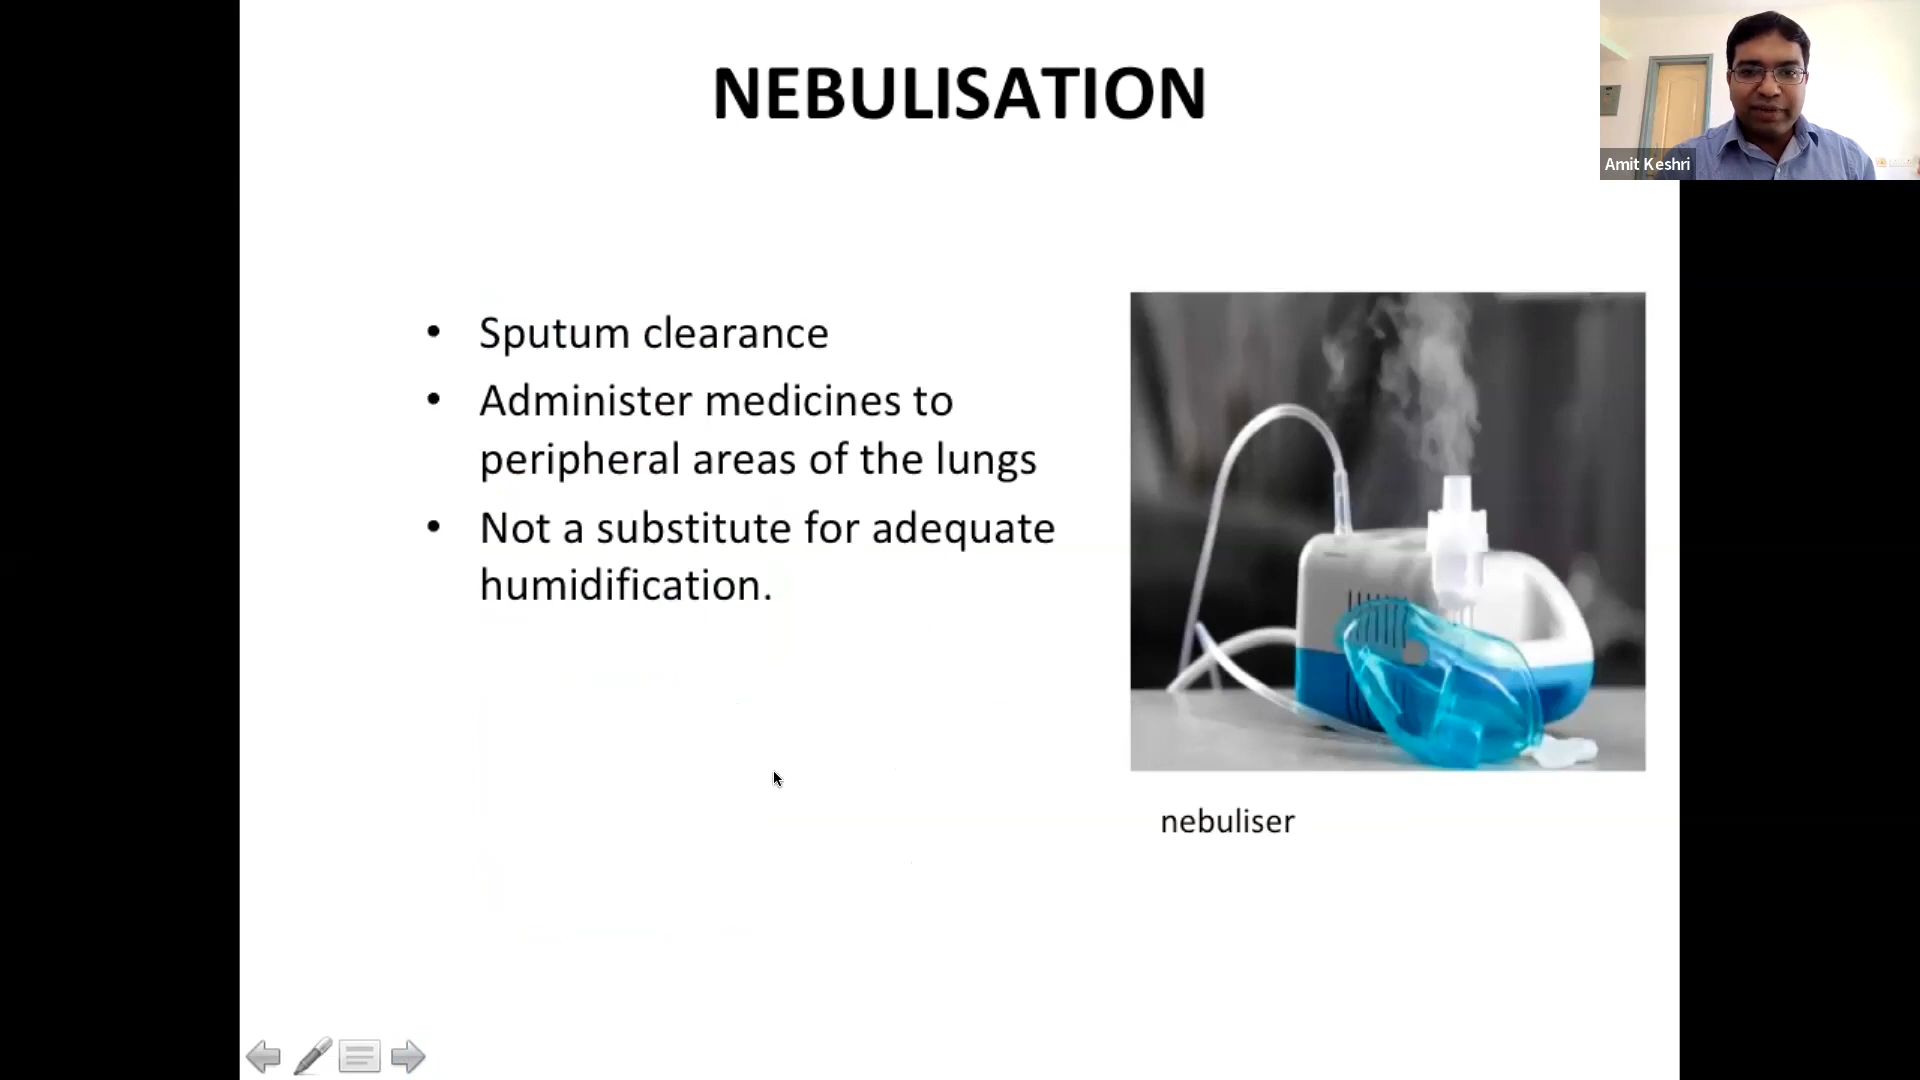 NEBULISATION
Amit Keshri
• Sputum clearance
• Administer medicines to
peripheral areas of the lungs
• Not a substitute for adequate
humidification.
nebuliser